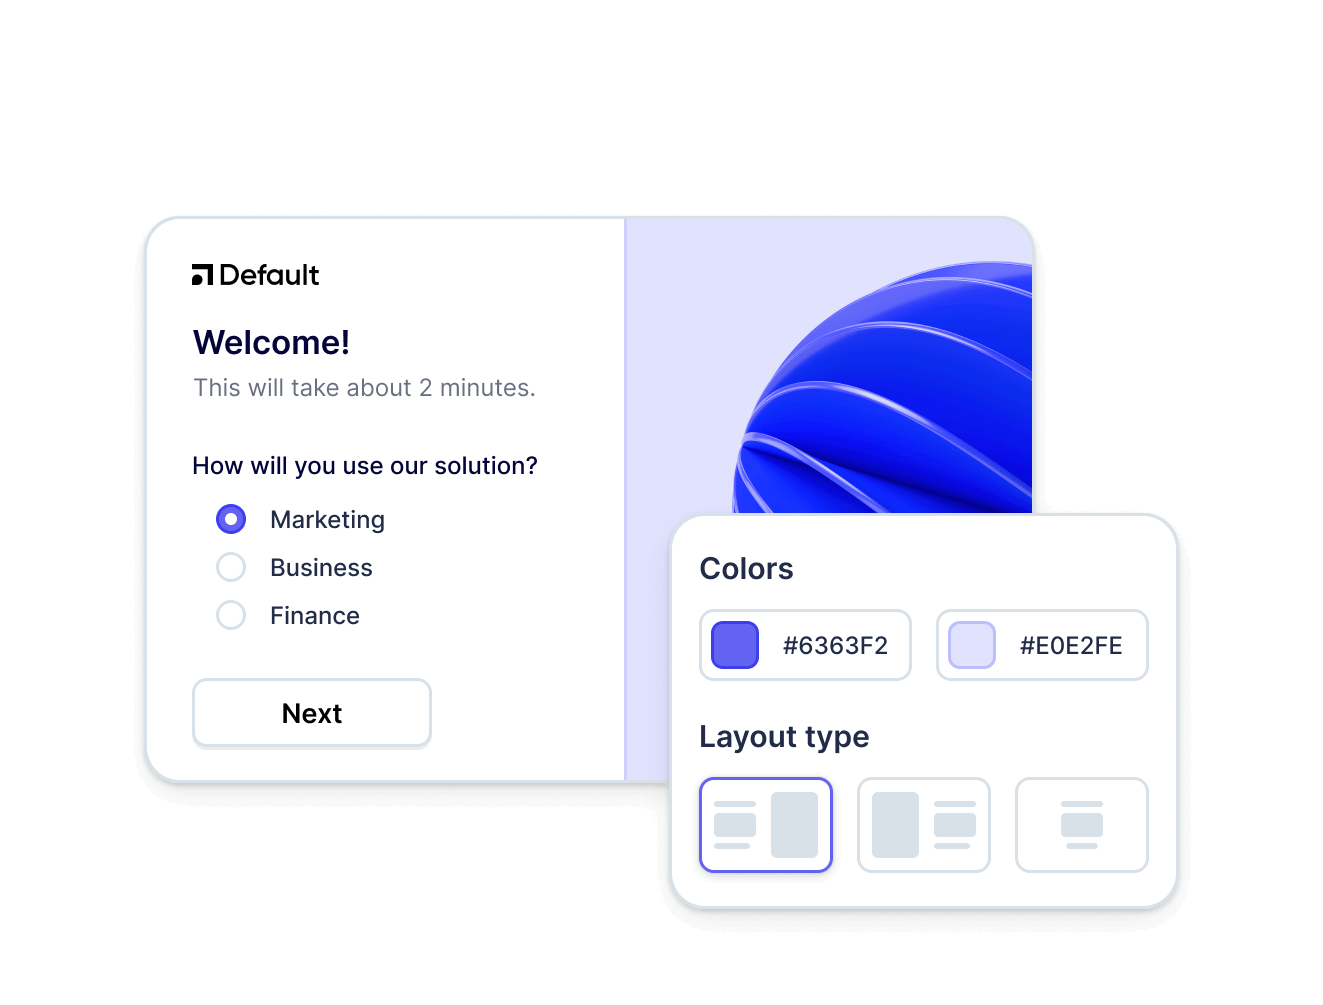 Default
Welcome!
This will take about 2 minutes.
How will you use our solution?
Marketing
Business
Finance
Next
Colors
#6363F2
#E0E2FE
Layout type